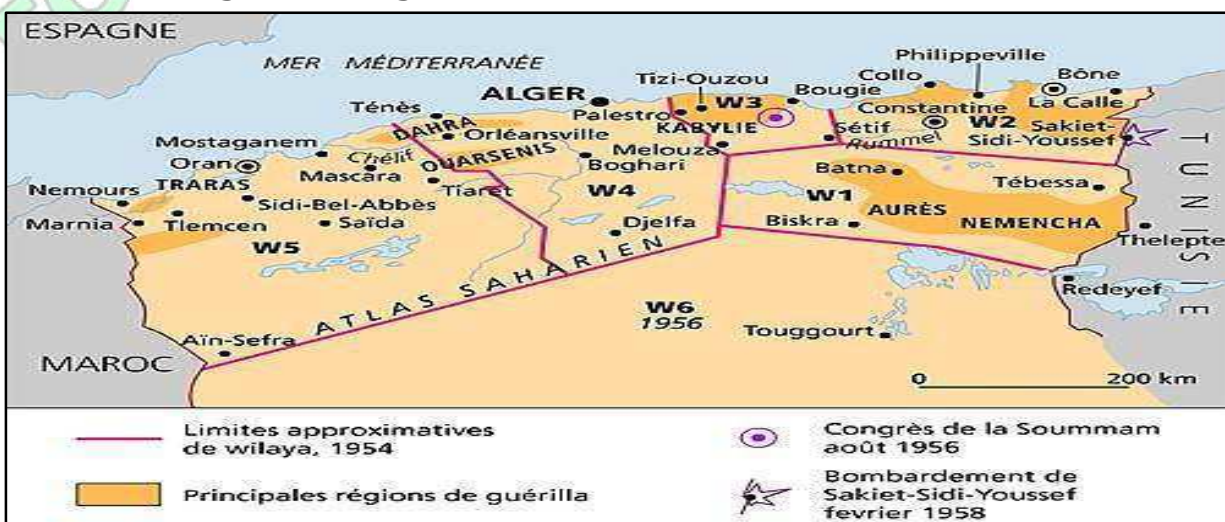 ESPAGNE
MER MÉDITERRANÉE
Philippeville
Collo
Bône
Tizi-Ouzou
Bougie
ALGER
W3
Constantine
La Calle
Ténès
Palestro
W2
DAHRA
Orléansville
KABYLIE
Sétif
Rummel
Sakiet-
Sidi-Youssef
Mostaganem
Chélif
OUARSENIS
Melouza
Oran
Mascara
Boghari
Batna
TUNISIE
Nemours
TRARAS
Tiaret
W4
W1
Tébessa
Sidi-Bel-Abbès
AURÈS
Marnia
Tlemcen
Saïda
Djelfa
Biskra
NEMENCHA
W5
Thelepte
ATLAS SAHARIEN
Redeyef
W6
1956
Touggourt
Aïn-Sefra
MAROC
0 200 km
Limites approximatives
de wilaya, 1954
Principales régions de guérilla
Congrès de la Soummam
août 1956
Bombardement de
Sakiet-Sidi-Youssef
fevrier 1958